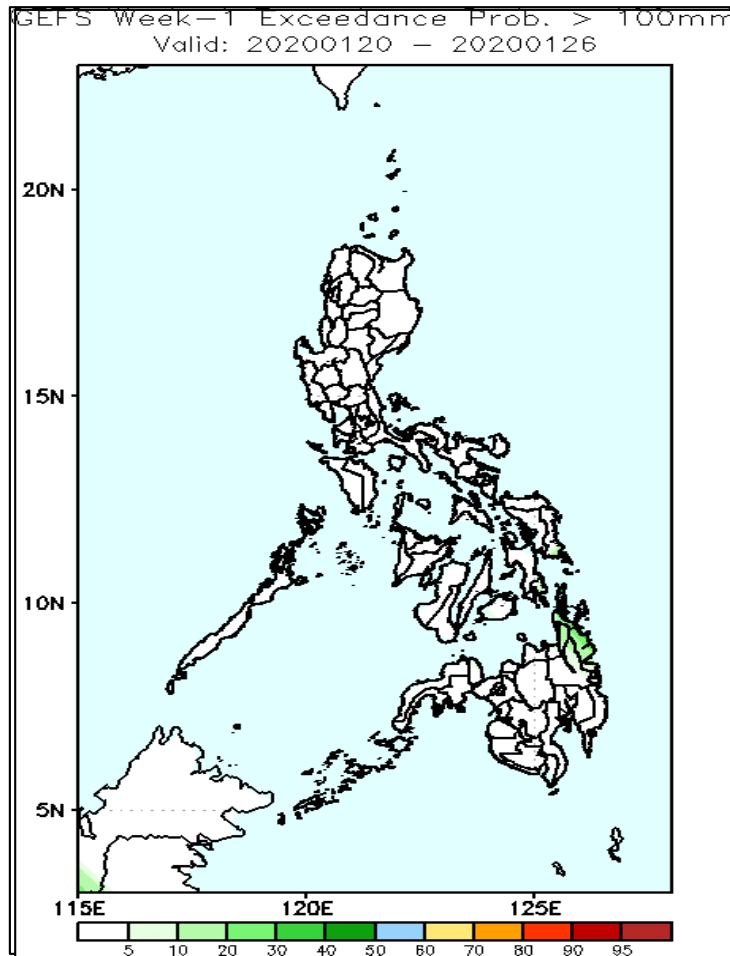 GEFS Week-1 Exceedance Prob. > 100mm
Valid: 20200120 - 20200126
20N
15N
10N
5N
115E 120E 125E
5 10 20 30 40 50 60 70 80 90 95